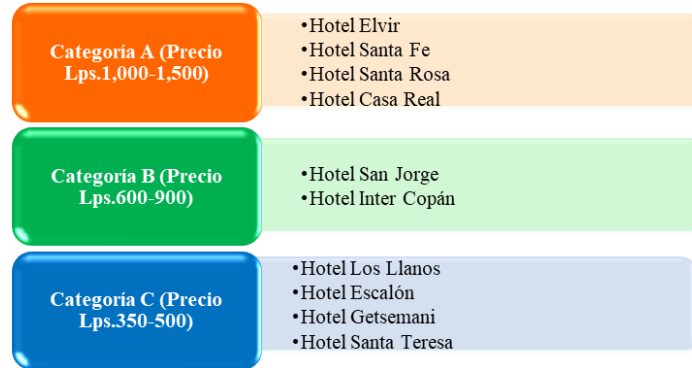 Categoría A (Precio
Lps.1,000-1,500)
•Hotel Elvir
•Hotel Santa Fe
•Hotel Santa Rosa
•Hotel Casa Real
Categoría B (Precio
Lps.600-900)
•Hotel San Jorge
•Hotel Inter Copán
Categoría C (Precio
Lps.350-500)
•Hotel Los Llanos
•Hotel Escalón
•Hotel Getsemani
•Hotel Santa Teresa